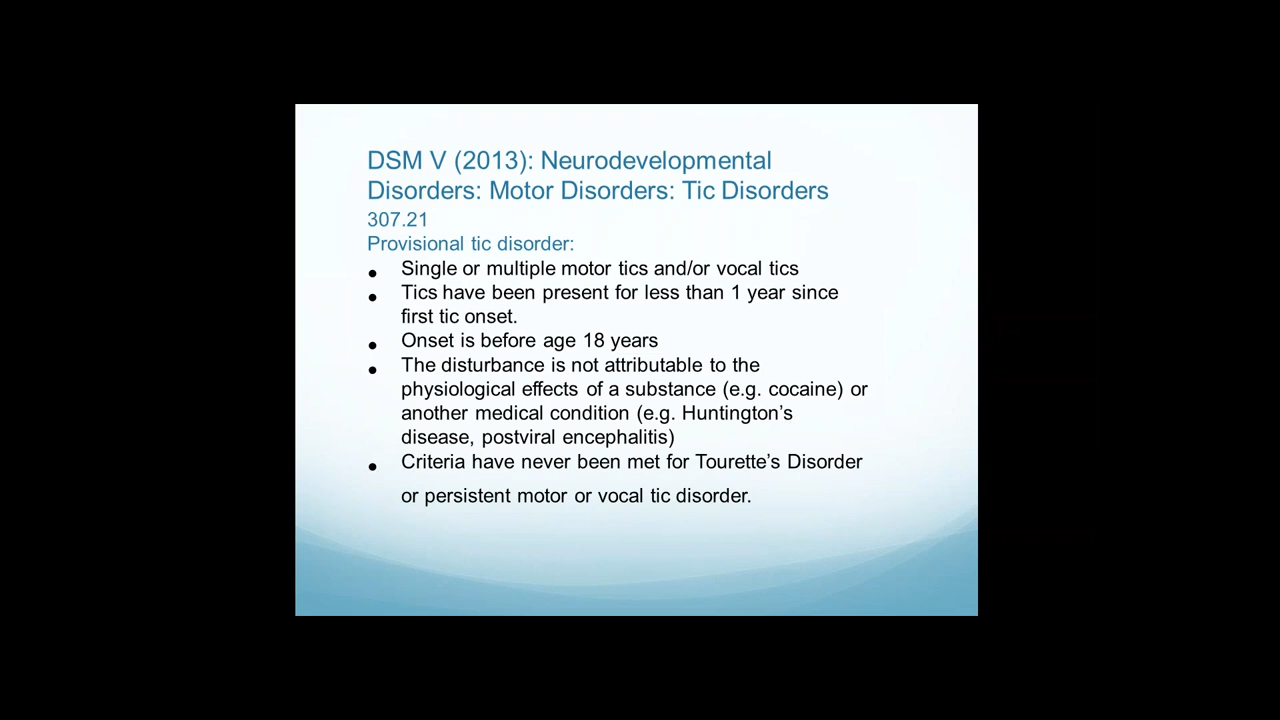 DSM V (2013): Neurodevelopmental
Disorders: Motor Disorders: Tic Disorders
307.21
Provisional tic disorder:
● Single or multiple motor tics and/or vocal tics
● Tics have been present for less than 1 year since
first tic onset.
● Onset is before age 18 years
● The disturbance is not attributable to the
physiological effects of a substance (e.g. cocaine) or
another medical condition (e.g. Huntington’s
disease, postviral encephalitis)
● Criteria have never been met for Tourette’s Disorder
or persistent motor or vocal tic disorder.